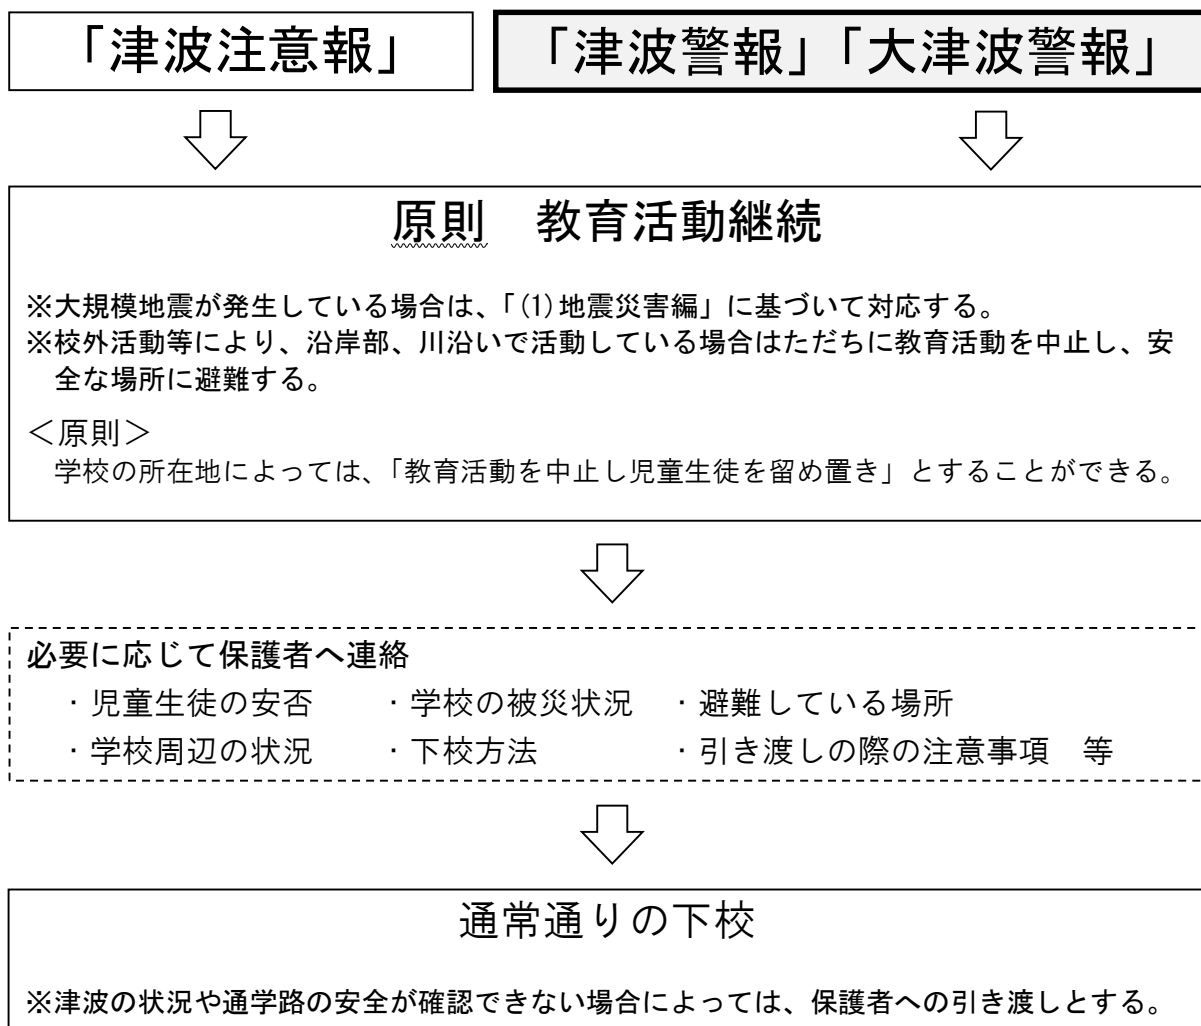 「津波注意報」
「津波警報」「大津波警報」
原則　教育活動継続
※大規模地震が発生している場合は、「(1)地震災害編」に基づいて対応する。
※校外活動等により、沿岸部、川沿いで活動している場合はただちに教育活動を中止し、安
全な場所に避難する。
＜原則＞
学校の所在地によっては、「教育活動を中止し児童生徒を留め置き」とすることができる。
必要に応じて保護者へ連絡
・児童生徒の安否　・学校の被災状況　・避難している場所
・学校周辺の状況　・下校方法　・引き渡しの際の注意事項　等
通常通りの下校
※津波の状況や通学路の安全が確認できない場合によっては、保護者への引き渡しとする。